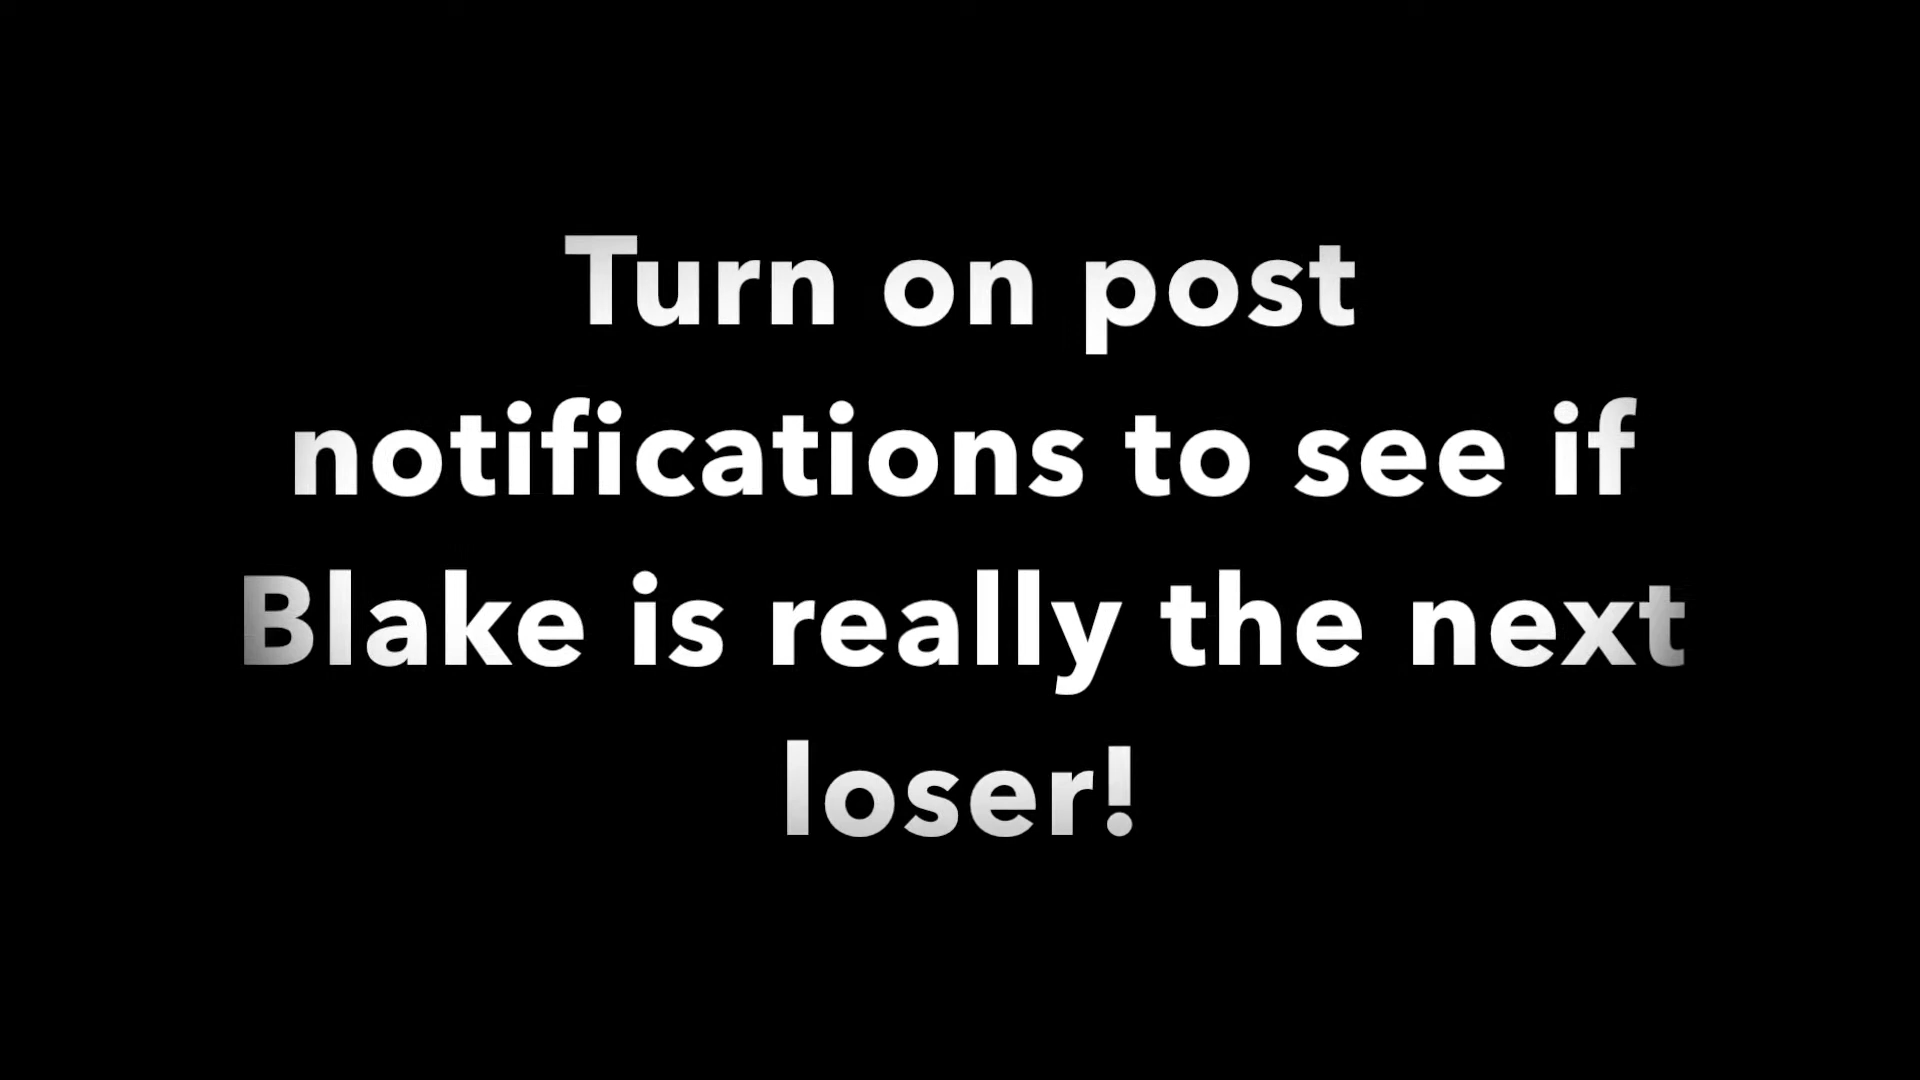 Turn on post
notifications to see if
Blake is really the next
loser!